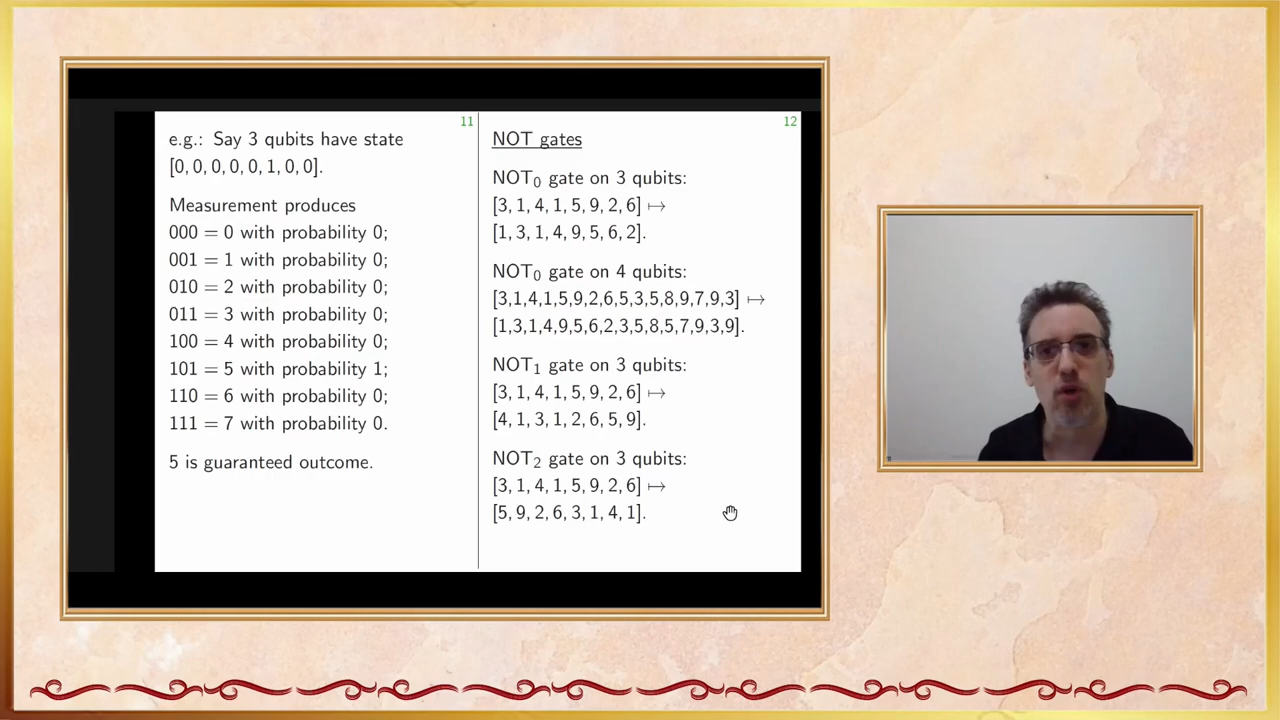 11
e.g.: Say 3 qubits have state
[0, 0, 0, 0, 0, 1, 0, 0].
Measurement produces
000 = 0 with probability 0;
001 = 1 with probability 0;
010 = 2 with probability 0;
011 = 3 with probability 0;
100 = 4 with probability 0;
101 = 5 with probability 1;
110 = 6 with probability 0;
111 = 7 with probability 0.
5 is guaranteed outcome.
12
NOT gates
NOT₀ gate on 3 qubits:
[3, 1, 4, 1, 5, 9, 2, 6] ↦
[1, 3, 1, 4, 9, 5, 6, 2].
NOT₀ gate on 4 qubits:
[3,1,4,1,5,9,2,6,5,3,5,8,9,7,9,3] ↦
[1,3,1,4,9,5,6,2,3,5,8,5,7,9,3,9].
NOT₁ gate on 3 qubits:
[3, 1, 4, 1, 5, 9, 2, 6] ↦
[4, 1, 3, 1, 2, 6, 5, 9].
NOT₂ gate on 3 qubits:
[3, 1, 4, 1, 5, 9, 2, 6] ↦
[5, 9, 2, 6, 3, 1, 4, 1].